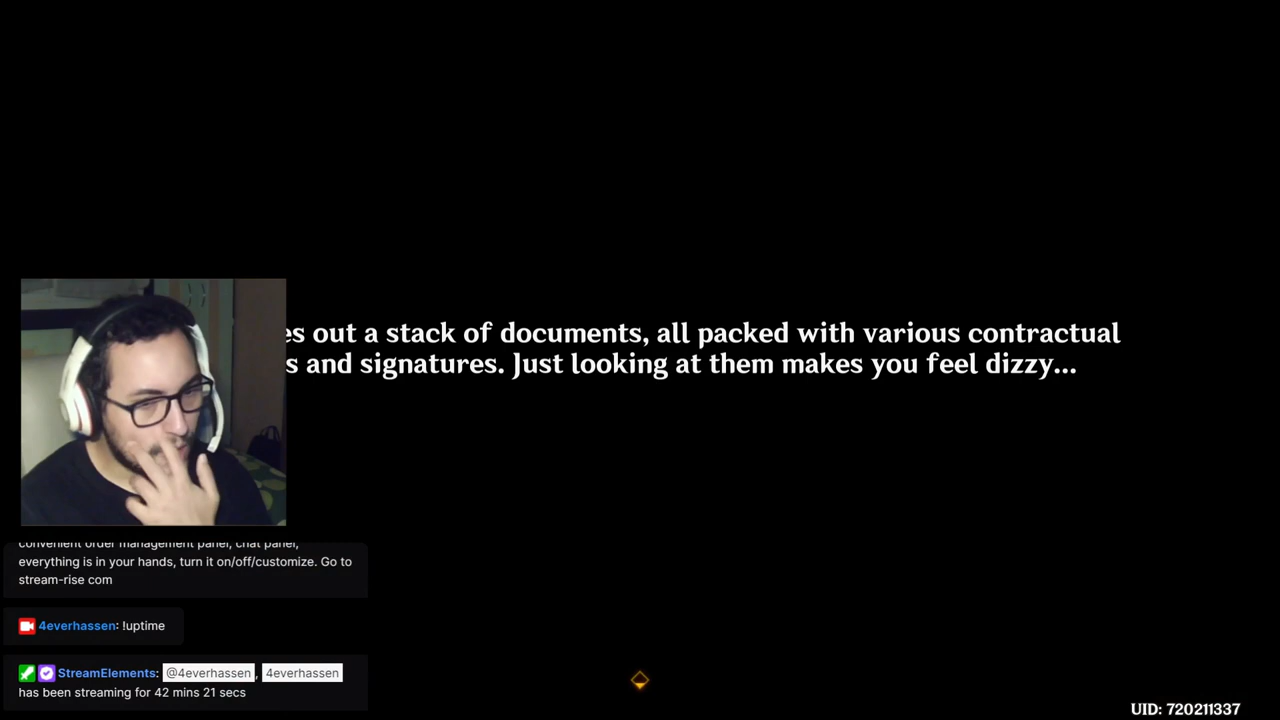 es out a stack of documents, all packed with various contractual
s and signatures. Just looking at them makes you feel dizzy...
convenient order management panel, chat panel,
everything is in your hands, turn it on/off/customize. Go to
stream-rise com
4everhassen: !uptime
StreamElements: @4everhassen, 4everhassen
has been streaming for 42 mins 21 secs
UID: 720211337